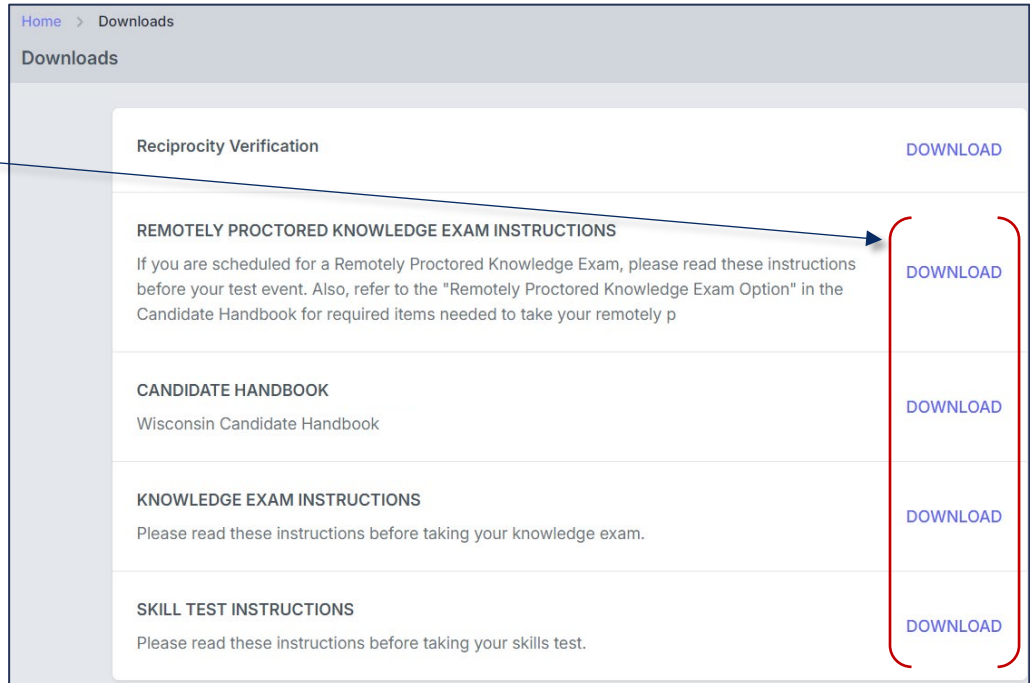 Home > Downloads
Downloads
Reciprocity Verification
DOWNLOAD
REMOTELY PROCTORED KNOWLEDGE EXAM INSTRUCTIONS
If you are scheduled for a Remotely Proctored Knowledge Exam, please read these instructions
before your test event. Also, refer to the "Remotely Proctored Knowledge Exam Option" in the
Candidate Handbook for required items needed to take your remotely p
DOWNLOAD
CANDIDATE HANDBOOK
Wisconsin Candidate Handbook
DOWNLOAD
KNOWLEDGE EXAM INSTRUCTIONS
Please read these instructions before taking your knowledge exam.
DOWNLOAD
SKILL TEST INSTRUCTIONS
Please read these instructions before taking your skills test.
DOWNLOAD